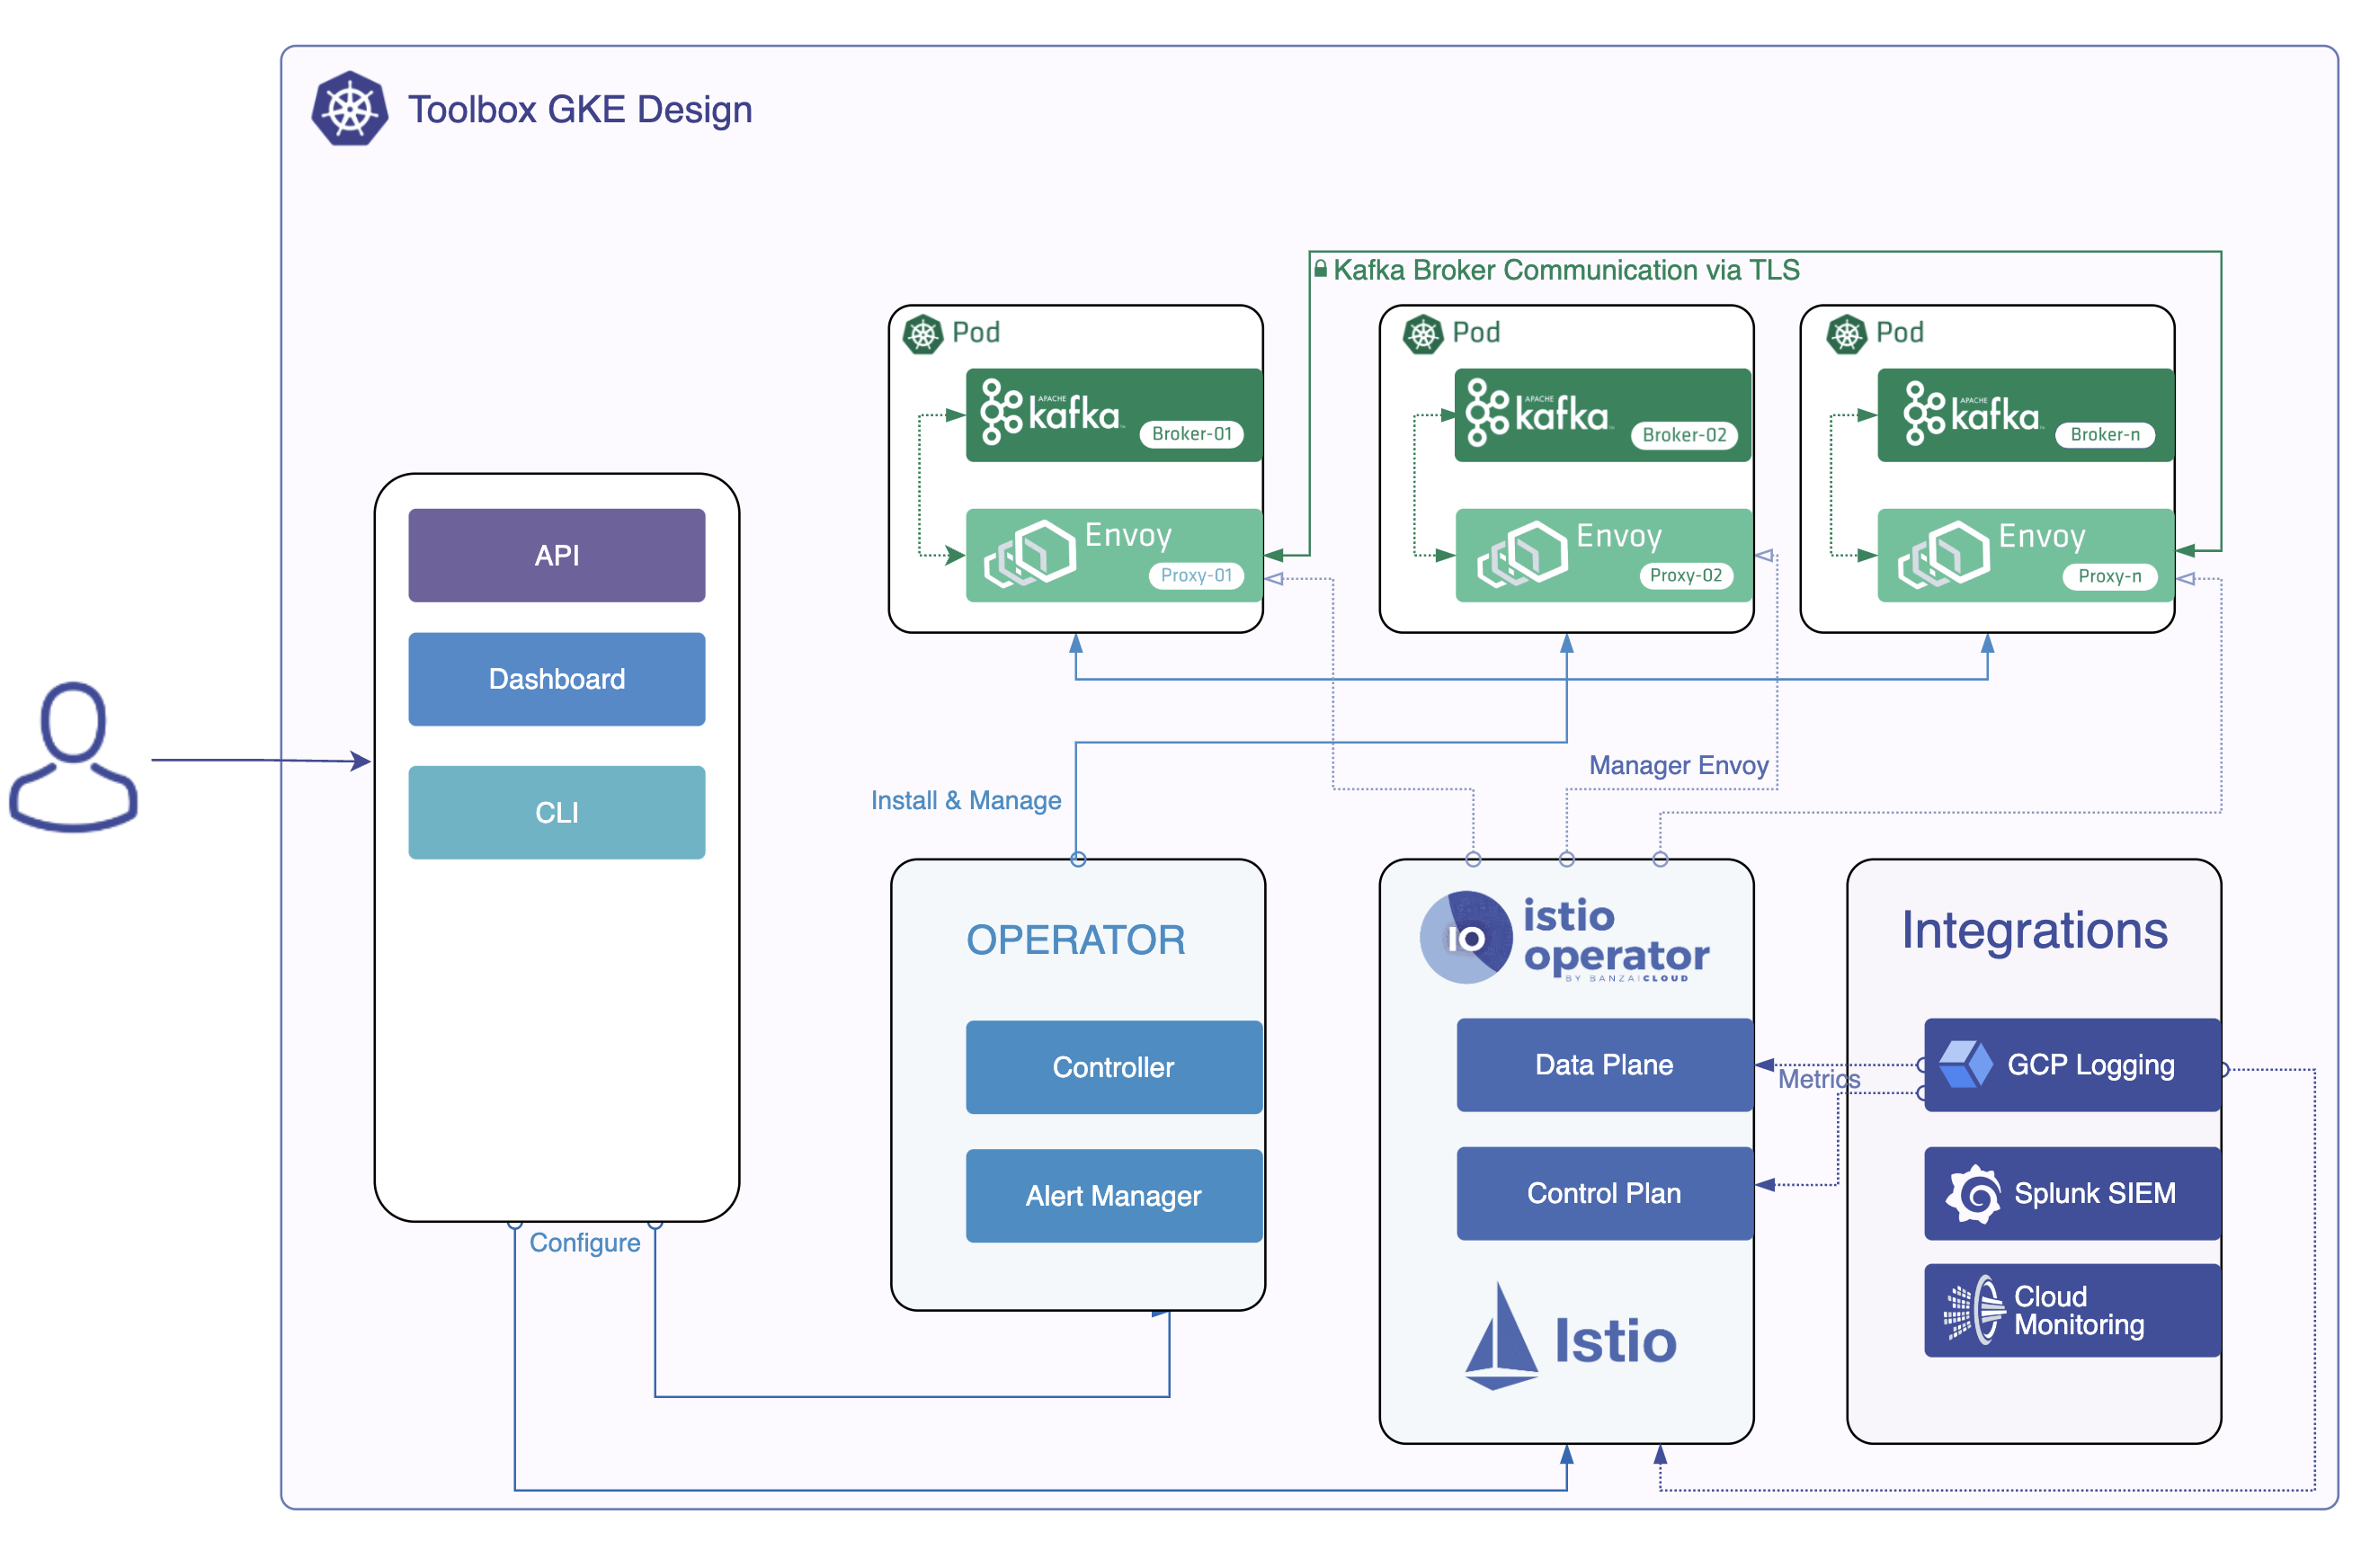 Toolbox GKE Design
Kafka Broker Communication via TLS
Pod
APACHE
kafka
Broker-01
Envoy
Proxy-01
Pod
APACHE
kafka
Broker-02
Envoy
Proxy-02
Pod
APACHE
kafka
Broker-n
Envoy
Proxy-n
API
Dashboard
CLI
Configure
Install & Manage
Manager Envoy
OPERATOR
Controller
Alert Manager
IO
istio
operator
BY BANZAICLOUD
Data Plane
Control Plan
Istio
Metrics
Integrations
GCP Logging
Splunk SIEM
Cloud
Monitoring